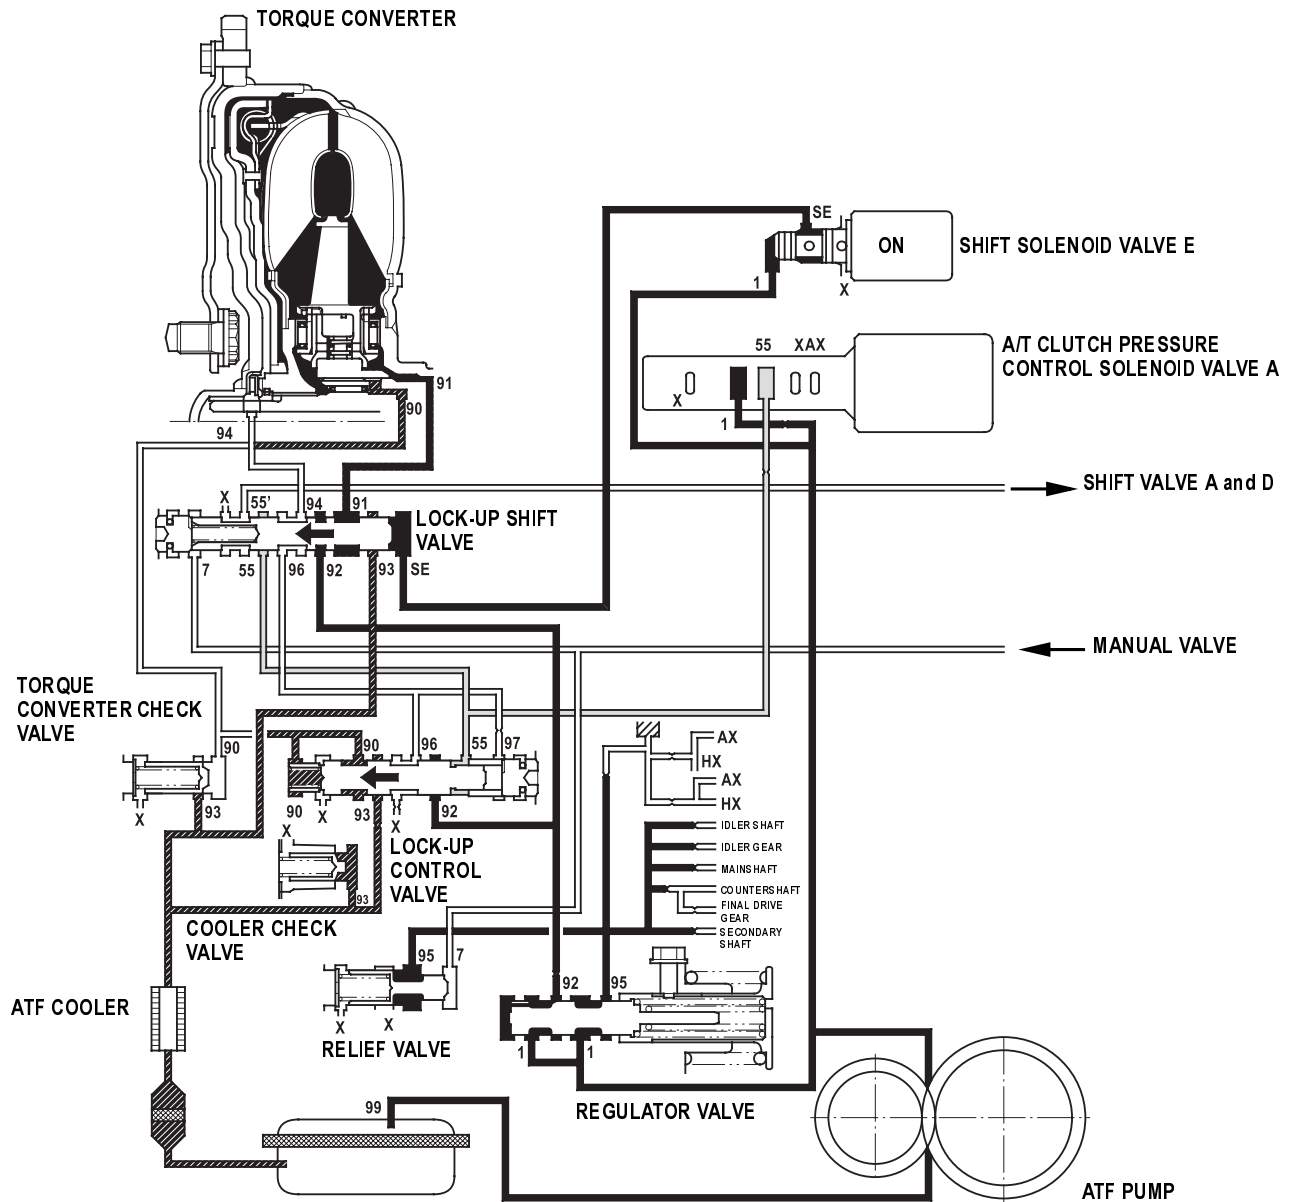 TORQUE CONVERTER
SE
ON
SHIFT SOLENOID VALVE E
1
X
55
XAX
A/T CLUTCH PRESSURE
CONTROL SOLENOID VALVE A
X
1
91
90
94
X
55'
94
91
SHIFT VALVE A and D
LOCK-UP SHIFT
VALVE
7
55
96
92
93
SE
MANUAL VALVE
TORQUE
CONVERTER CHECK
VALVE
90
90
96
55
97
AX
HX
AX
HX
93
X
90
X
93
X
92
X
LOCK-UP
CONTROL
VALVE
IDLER SHAFT
IDLER GEAR
MAINSHAFT
COUNTERSHAFT
FINAL DRIVE
GEAR
SECONDARY
SHAFT
93
COOLER CHECK
VALVE
95
7
92
95
ATF COOLER
X
X
RELIEF VALVE
1
1
REGULATOR VALVE
99
ATF PUMP